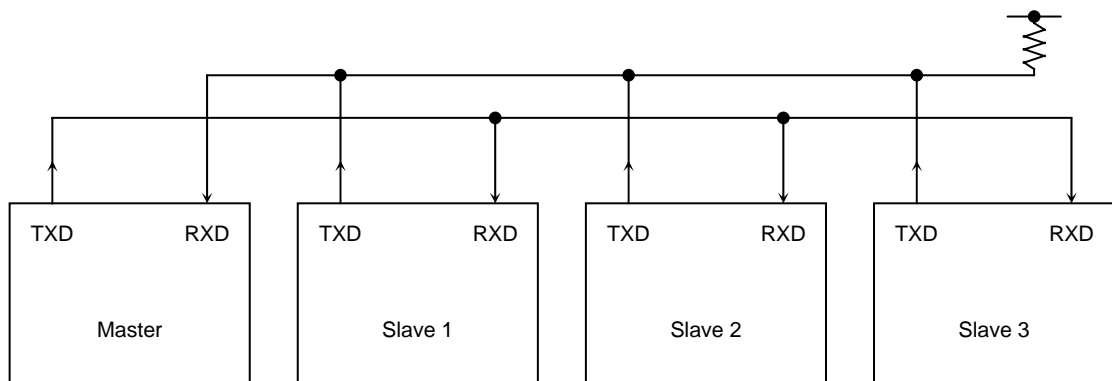 TXD RXD TXD RXD TXD RXD TXD RXD
Master Slave 1 Slave 2 Slave 3